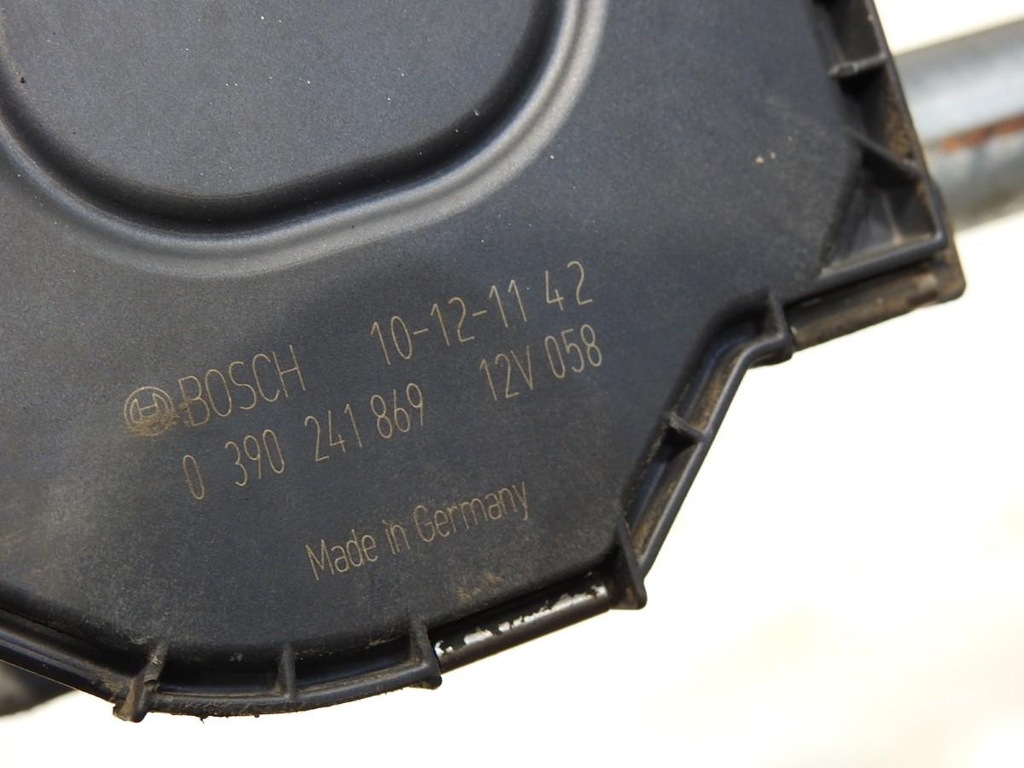 BOSCH 10-12-11 42
0 390 241 869 12V 058
Made in Germany